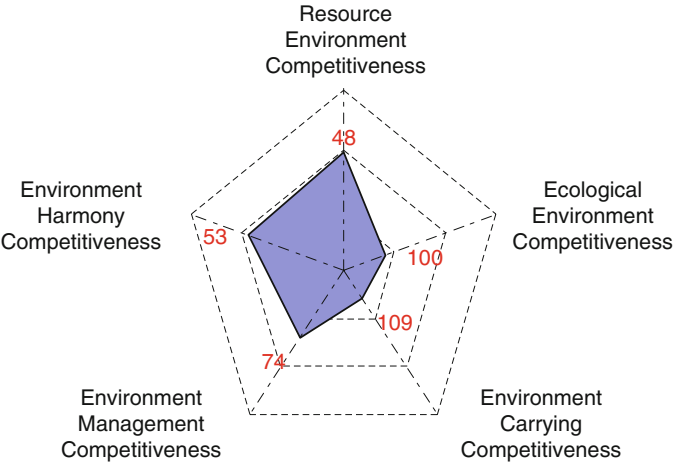 Resource
Environment
Competitiveness
48
Environment
Harmony
Competitiveness
53
Ecological
Environment
Competitiveness
100
109
74
Environment
Management
Competitiveness
Environment
Carrying
Competitiveness